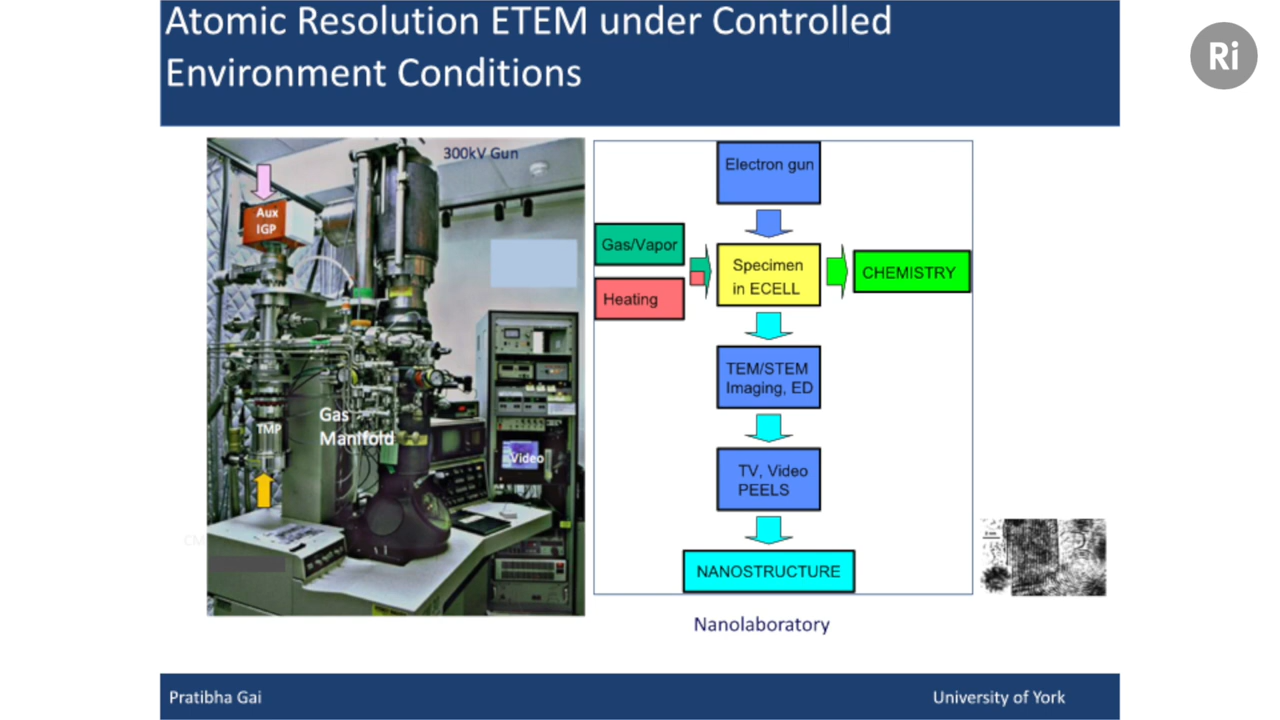 Atomic Resolution ETEM under Controlled
Environment Conditions
Ri
300kV Gun
Aux
IGP
Gas
Manifold
TMP
Video
Electron gun
Gas/Vapor
Heating
Specimen
in ECELL
CHEMISTRY
TEM/STEM
Imaging, ED
TV, Video
PEELS
NANOSTRUCTURE
Nanolaboratory
Pratibha Gai
University of York